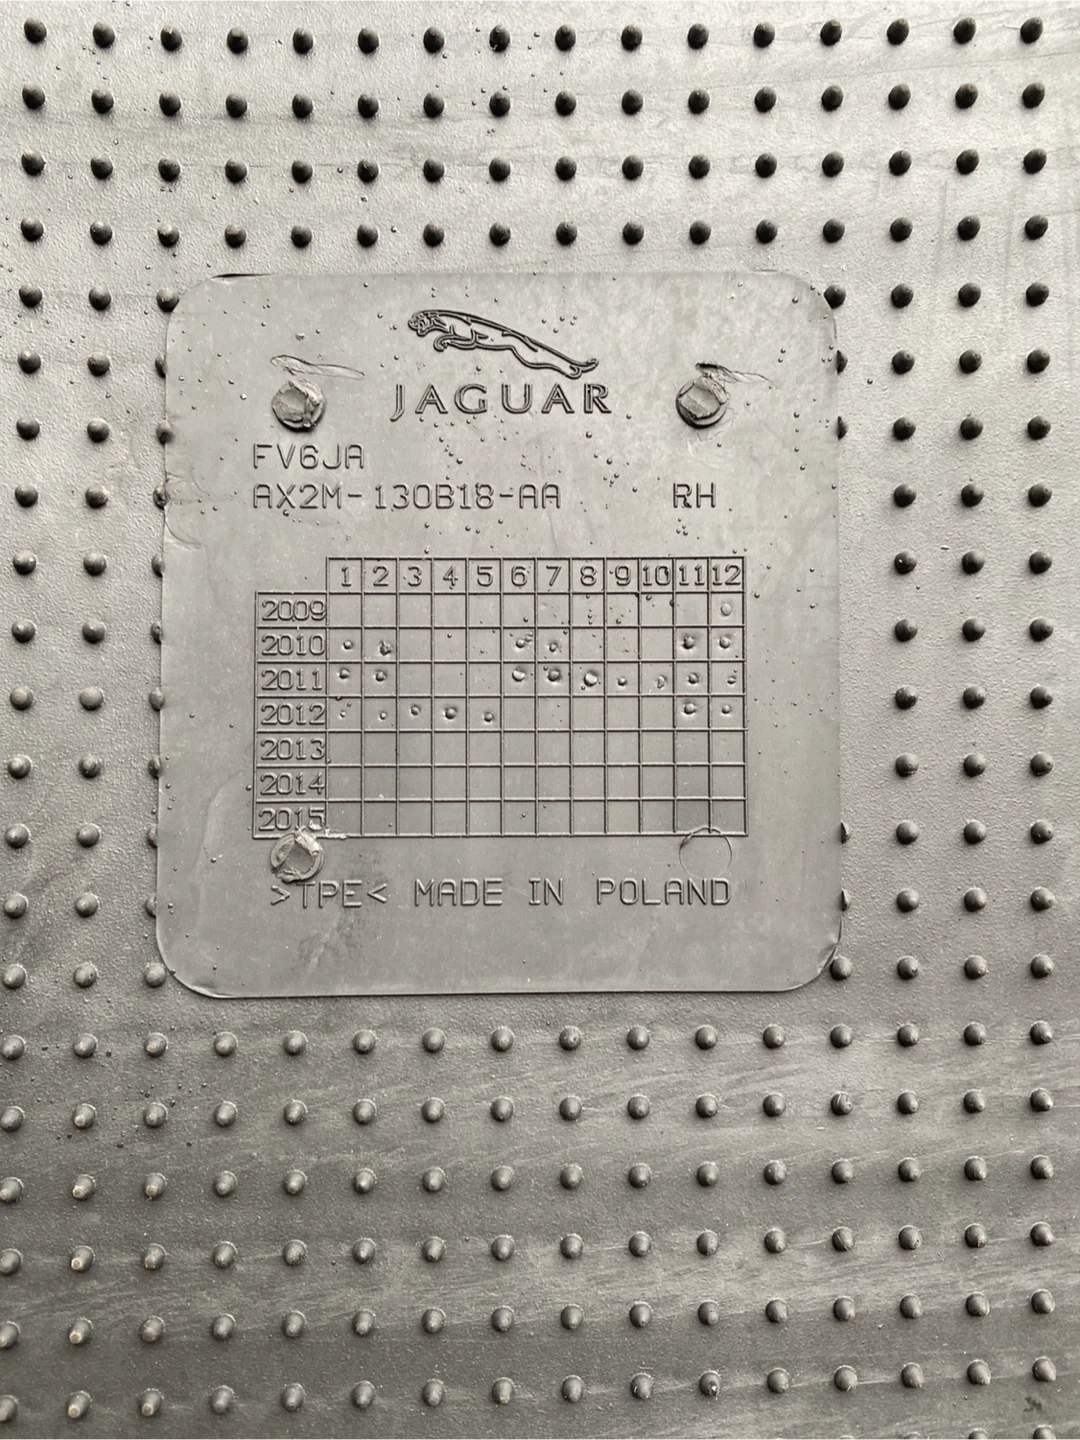 JAGUAR
FV6JA
AX2M-130B18-AA RH
1 2 3 4 5 6 7 8 9 10 11 12
2009
2010
2011
2012
2013
2014
2015
>TPE< MADE IN POLAND